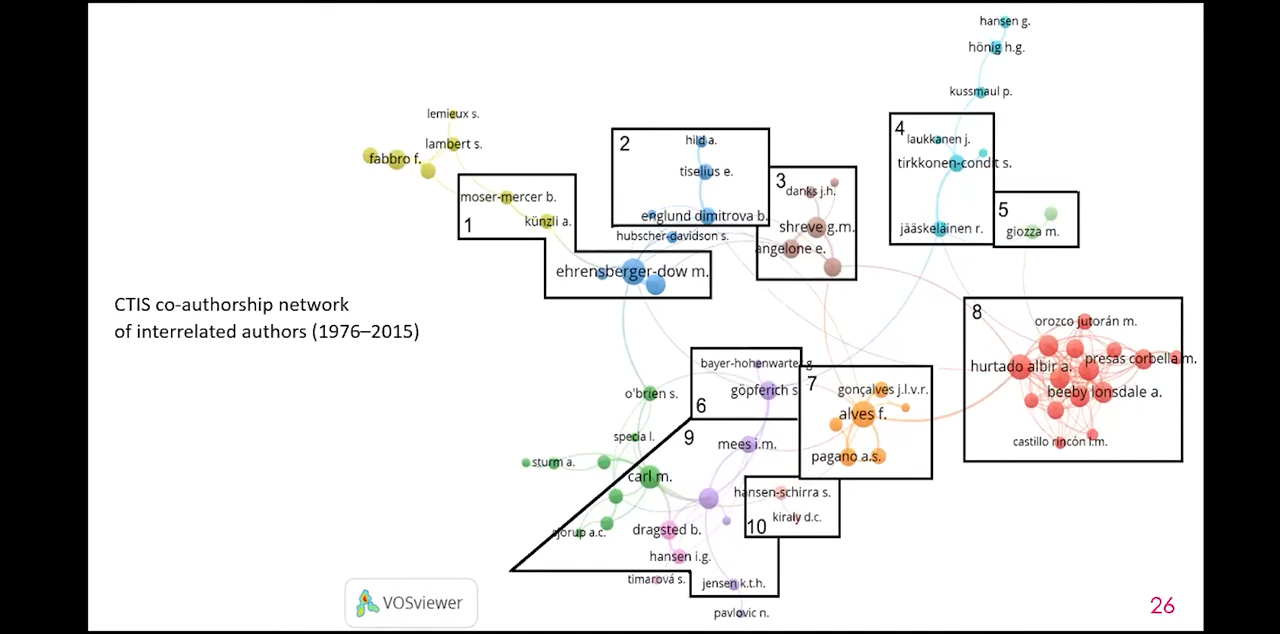 hansen g.
hönig h.g.
kussmaul p.
lemieux s.
lambert s.
fabbro f.
moser-mercer b.
künzli a.
1
ehrensberger-dow m.
2
hild a.
tiselius e.
englund dimitrova b.
hubscher-davidson s.
3
danks j.h.
shreve g.m.
angelone e.
4
laukkanen j.
tirkkonen-condit s.
jääskeläinen r.
5
giozza m.
CTIS co-authorship network
of interrelated authors (1976–2015)
bayer-hohenwarter g.
göpferich s.
6
7
gonçalves j.l.v.r.
alves f.
pagano a.s.
8
orozco jutorán m.
presas corbella m.
hurtado albir a.
beeby lonsdale a.
castillo rincón l.m.
o'brien s.
specia l.
sturm a.
9
mees i.m.
carl m.
sjørup a.c.
dragsted b.
hansen i.g.
timarová s.
jensen k.t.h.
pavlovic n.
hansen-schirra s.
kiraly d.c.
10
VOSviewer
26